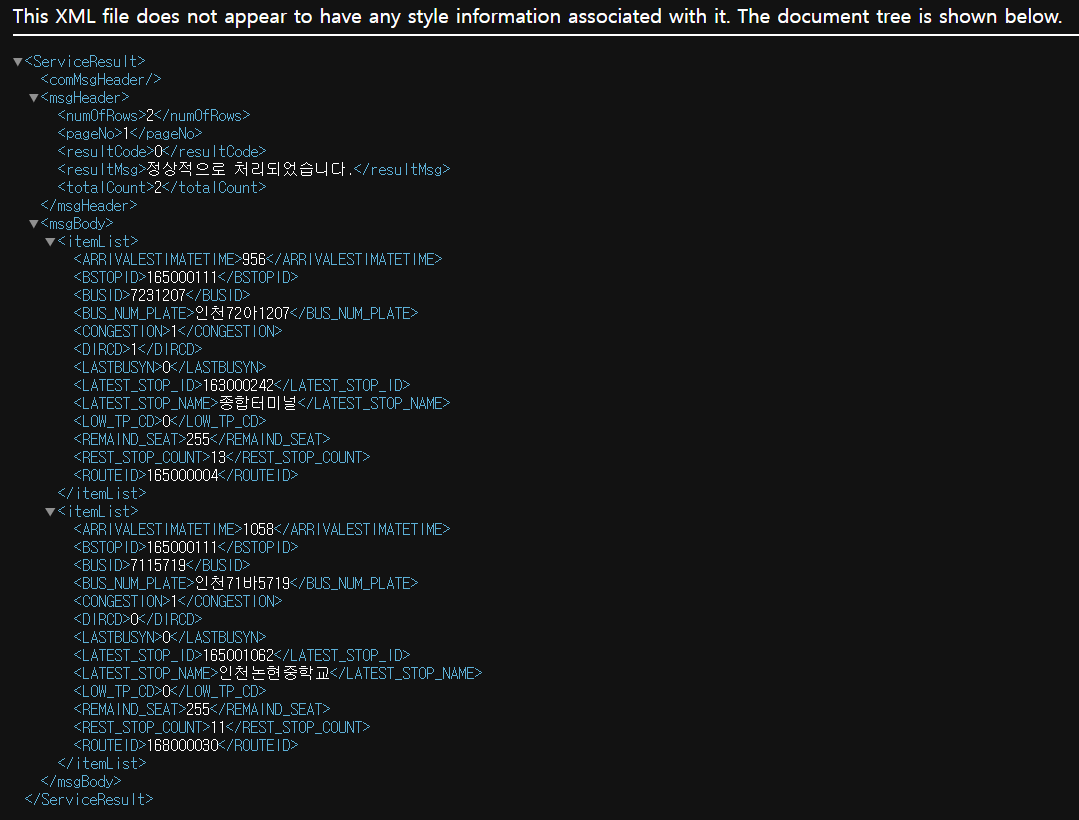 This XML file does not appear to have any style information associated with it. The document tree is shown below.
▼<ServiceResult>
<comMsgHeader/>
▼<msgHeader>
<numOfRows>2</numOfRows>
<pageNo>1</pageNo>
<resultCode>0</resultCode>
<resultMsg>정상적으로 처리되었습니다.</resultMsg>
<totalCount>2</totalCount>
</msgHeader>
▼<msgBody>
▼<itemList>
<ARRIVALESTIMATETIME>956</ARRIVALESTIMATETIME>
<BSTOPID>165000111</BSTOPID>
<BUSID>7231207</BUSID>
<BUS_NUM_PLATE>인천72아1207</BUS_NUM_PLATE>
<CONGESTION>1</CONGESTION>
<DIRCD>1</DIRCD>
<LASTBUSYN>0</LASTBUSYN>
<LATEST_STOP_ID>163000242</LATEST_STOP_ID>
<LATEST_STOP_NAME>종합터미널</LATEST_STOP_NAME>
<LOW_TP_CD>0</LOW_TP_CD>
<REMAIND_SEAT>255</REMAIND_SEAT>
<REST_STOP_COUNT>13</REST_STOP_COUNT>
<ROUTEID>165000004</ROUTEID>
</itemList>
▼<itemList>
<ARRIVALESTIMATETIME>1058</ARRIVALESTIMATETIME>
<BSTOPID>165000111</BSTOPID>
<BUSID>7115719</BUSID>
<BUS_NUM_PLATE>인천71바5719</BUS_NUM_PLATE>
<CONGESTION>1</CONGESTION>
<DIRCD>0</DIRCD>
<LASTBUSYN>0</LASTBUSYN>
<LATEST_STOP_ID>165001062</LATEST_STOP_ID>
<LATEST_STOP_NAME>인천논현중학교</LATEST_STOP_NAME>
<LOW_TP_CD>0</LOW_TP_CD>
<REMAIND_SEAT>255</REMAIND_SEAT>
<REST_STOP_COUNT>11</REST_STOP_COUNT>
<ROUTEID>168000030</ROUTEID>
</itemList>
</msgBody>
</ServiceResult>